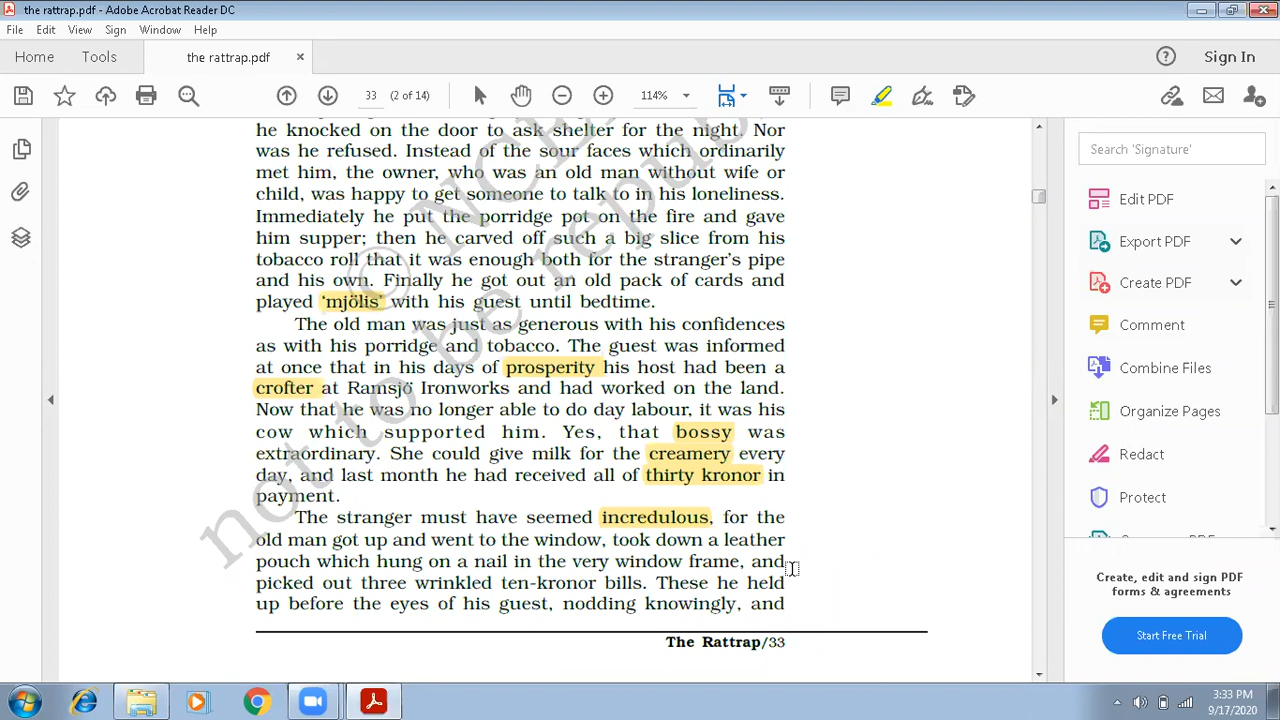 the rattrap.pdf - Adobe Acrobat Reader DC
File Edit View Sign Window Help
Home Tools the rattrap.pdf × ? Sign In
33 (2 of 14) 114%
he knocked on the door to ask shelter for the night. Nor
was he refused. Instead of the sour faces which ordinarily
met him, the owner, who was an old man without wife or
child, was happy to get someone to talk to in his loneliness.
Immediately he put the porridge pot on the fire and gave
him supper; then he carved off such a big slice from his
tobacco roll that it was enough both for the stranger's pipe
and his own. Finally he got out an old pack of cards and
played ‘mjölis’ with his guest until bedtime.
The old man was just as generous with his confidences
as with his porridge and tobacco. The guest was informed
at once that in his days of prosperity his host had been a
crofter at Ramsjö Ironworks and had worked on the land.
Now that he was no longer able to do day labour, it was his
cow which supported him. Yes, that bossy was
extraordinary. She could give milk for the creamery every
day, and last month he had received all of thirty kronor in
payment.
The stranger must have seemed incredulous, for the
old man got up and went to the window, took down a leather
pouch which hung on a nail in the very window frame, and
picked out three wrinkled ten-kronor bills. These he held
up before the eyes of his guest, nodding knowingly, and
The Rattrap/33
not to be republ
© NCE
Search 'Signature'
Edit PDF
Export PDF
Create PDF
Comment
Combine Files
Organize Pages
Redact
Protect
Create, edit and sign PDF
forms & agreements
Start Free Trial
3:33 PM
9/17/2020